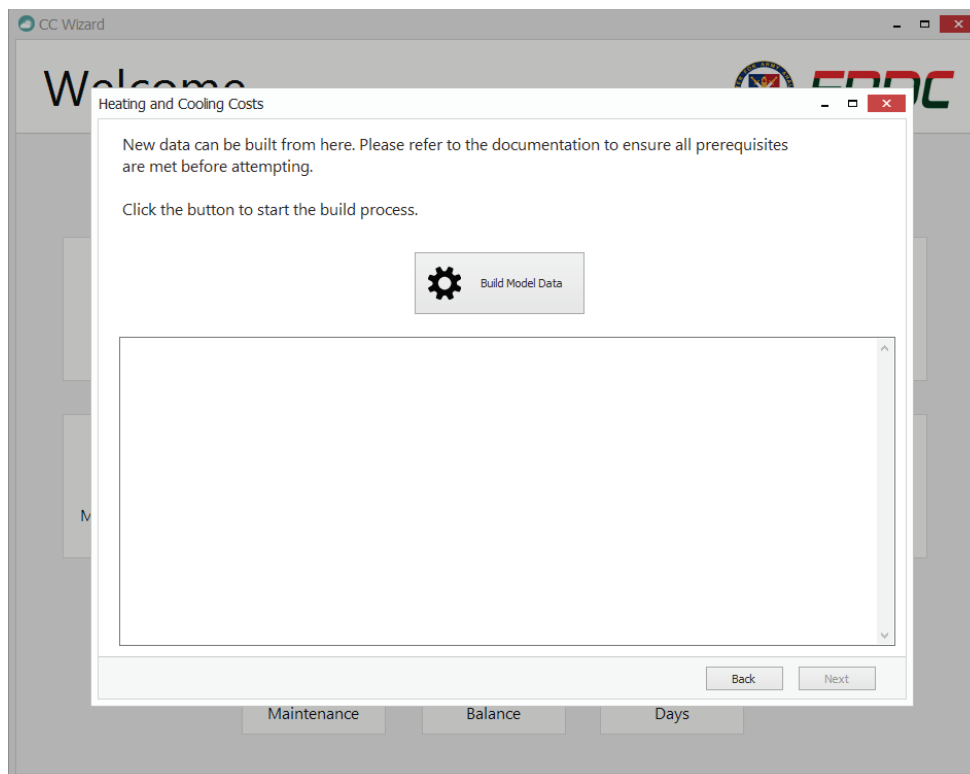 CC Wizard
Welcome
Heating and Cooling Costs
New data can be built from here. Please refer to the documentation to ensure all prerequisites
are met before attempting.
Click the button to start the build process.
Build Model Data
Back
Next
Maintenance
Balance
Days